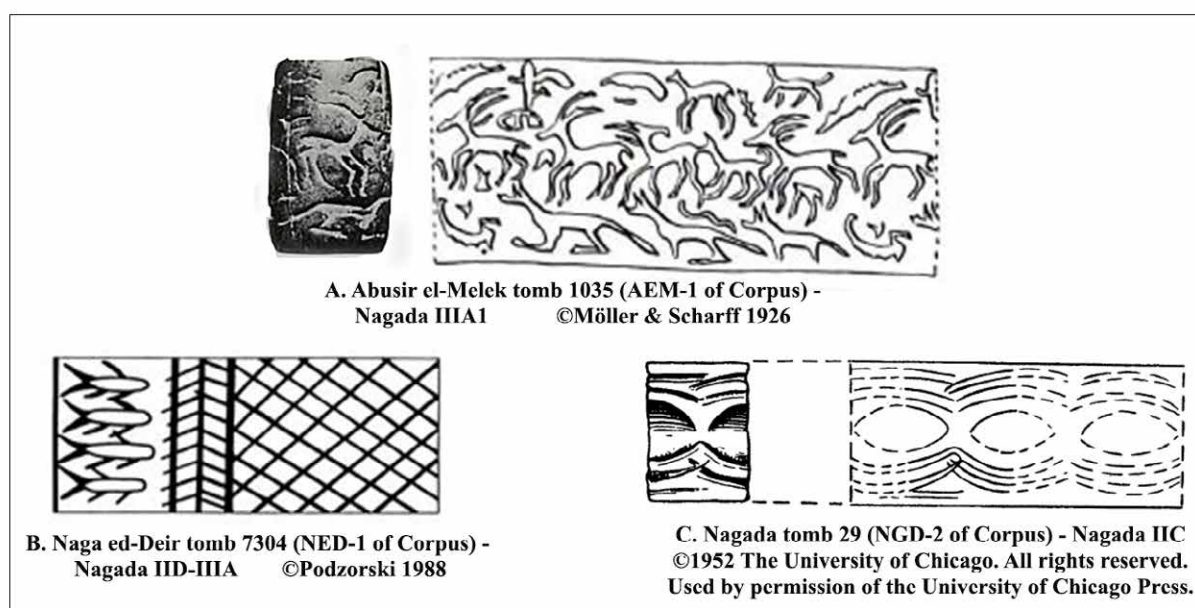 A. Abusir el-Melek tomb 1035 (AEM-1 of Corpus) -
Nagada IIIA1 ©Möller & Scharff 1926
B. Naga ed-Deir tomb 7304 (NED-1 of Corpus) -
Nagada IID-IIIA ©Podzorski 1988
C. Nagada tomb 29 (NGD-2 of Corpus) - Nagada IIC
©1952 The University of Chicago. All rights reserved.
Used by permission of the University of Chicago Press.